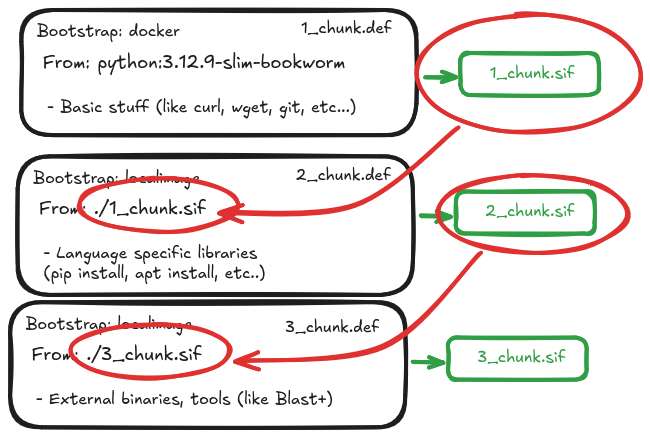 Bootstrap: docker
1_chunk.def
From: python:3.12.9-slim-bookworm
1_chunk.sif
- Basic stuff (like curl, wget, git, etc...)
Bootstrap: localimage
2_chunk.def
From: ./1_chunk.sif
2_chunk.sif
- Language specific libraries
(pip install, apt install, etc..)
Bootstrap: localimage
3_chunk.def
From: ./3_chunk.sif
3_chunk.sif
- External binaries, tools (like Blast+)